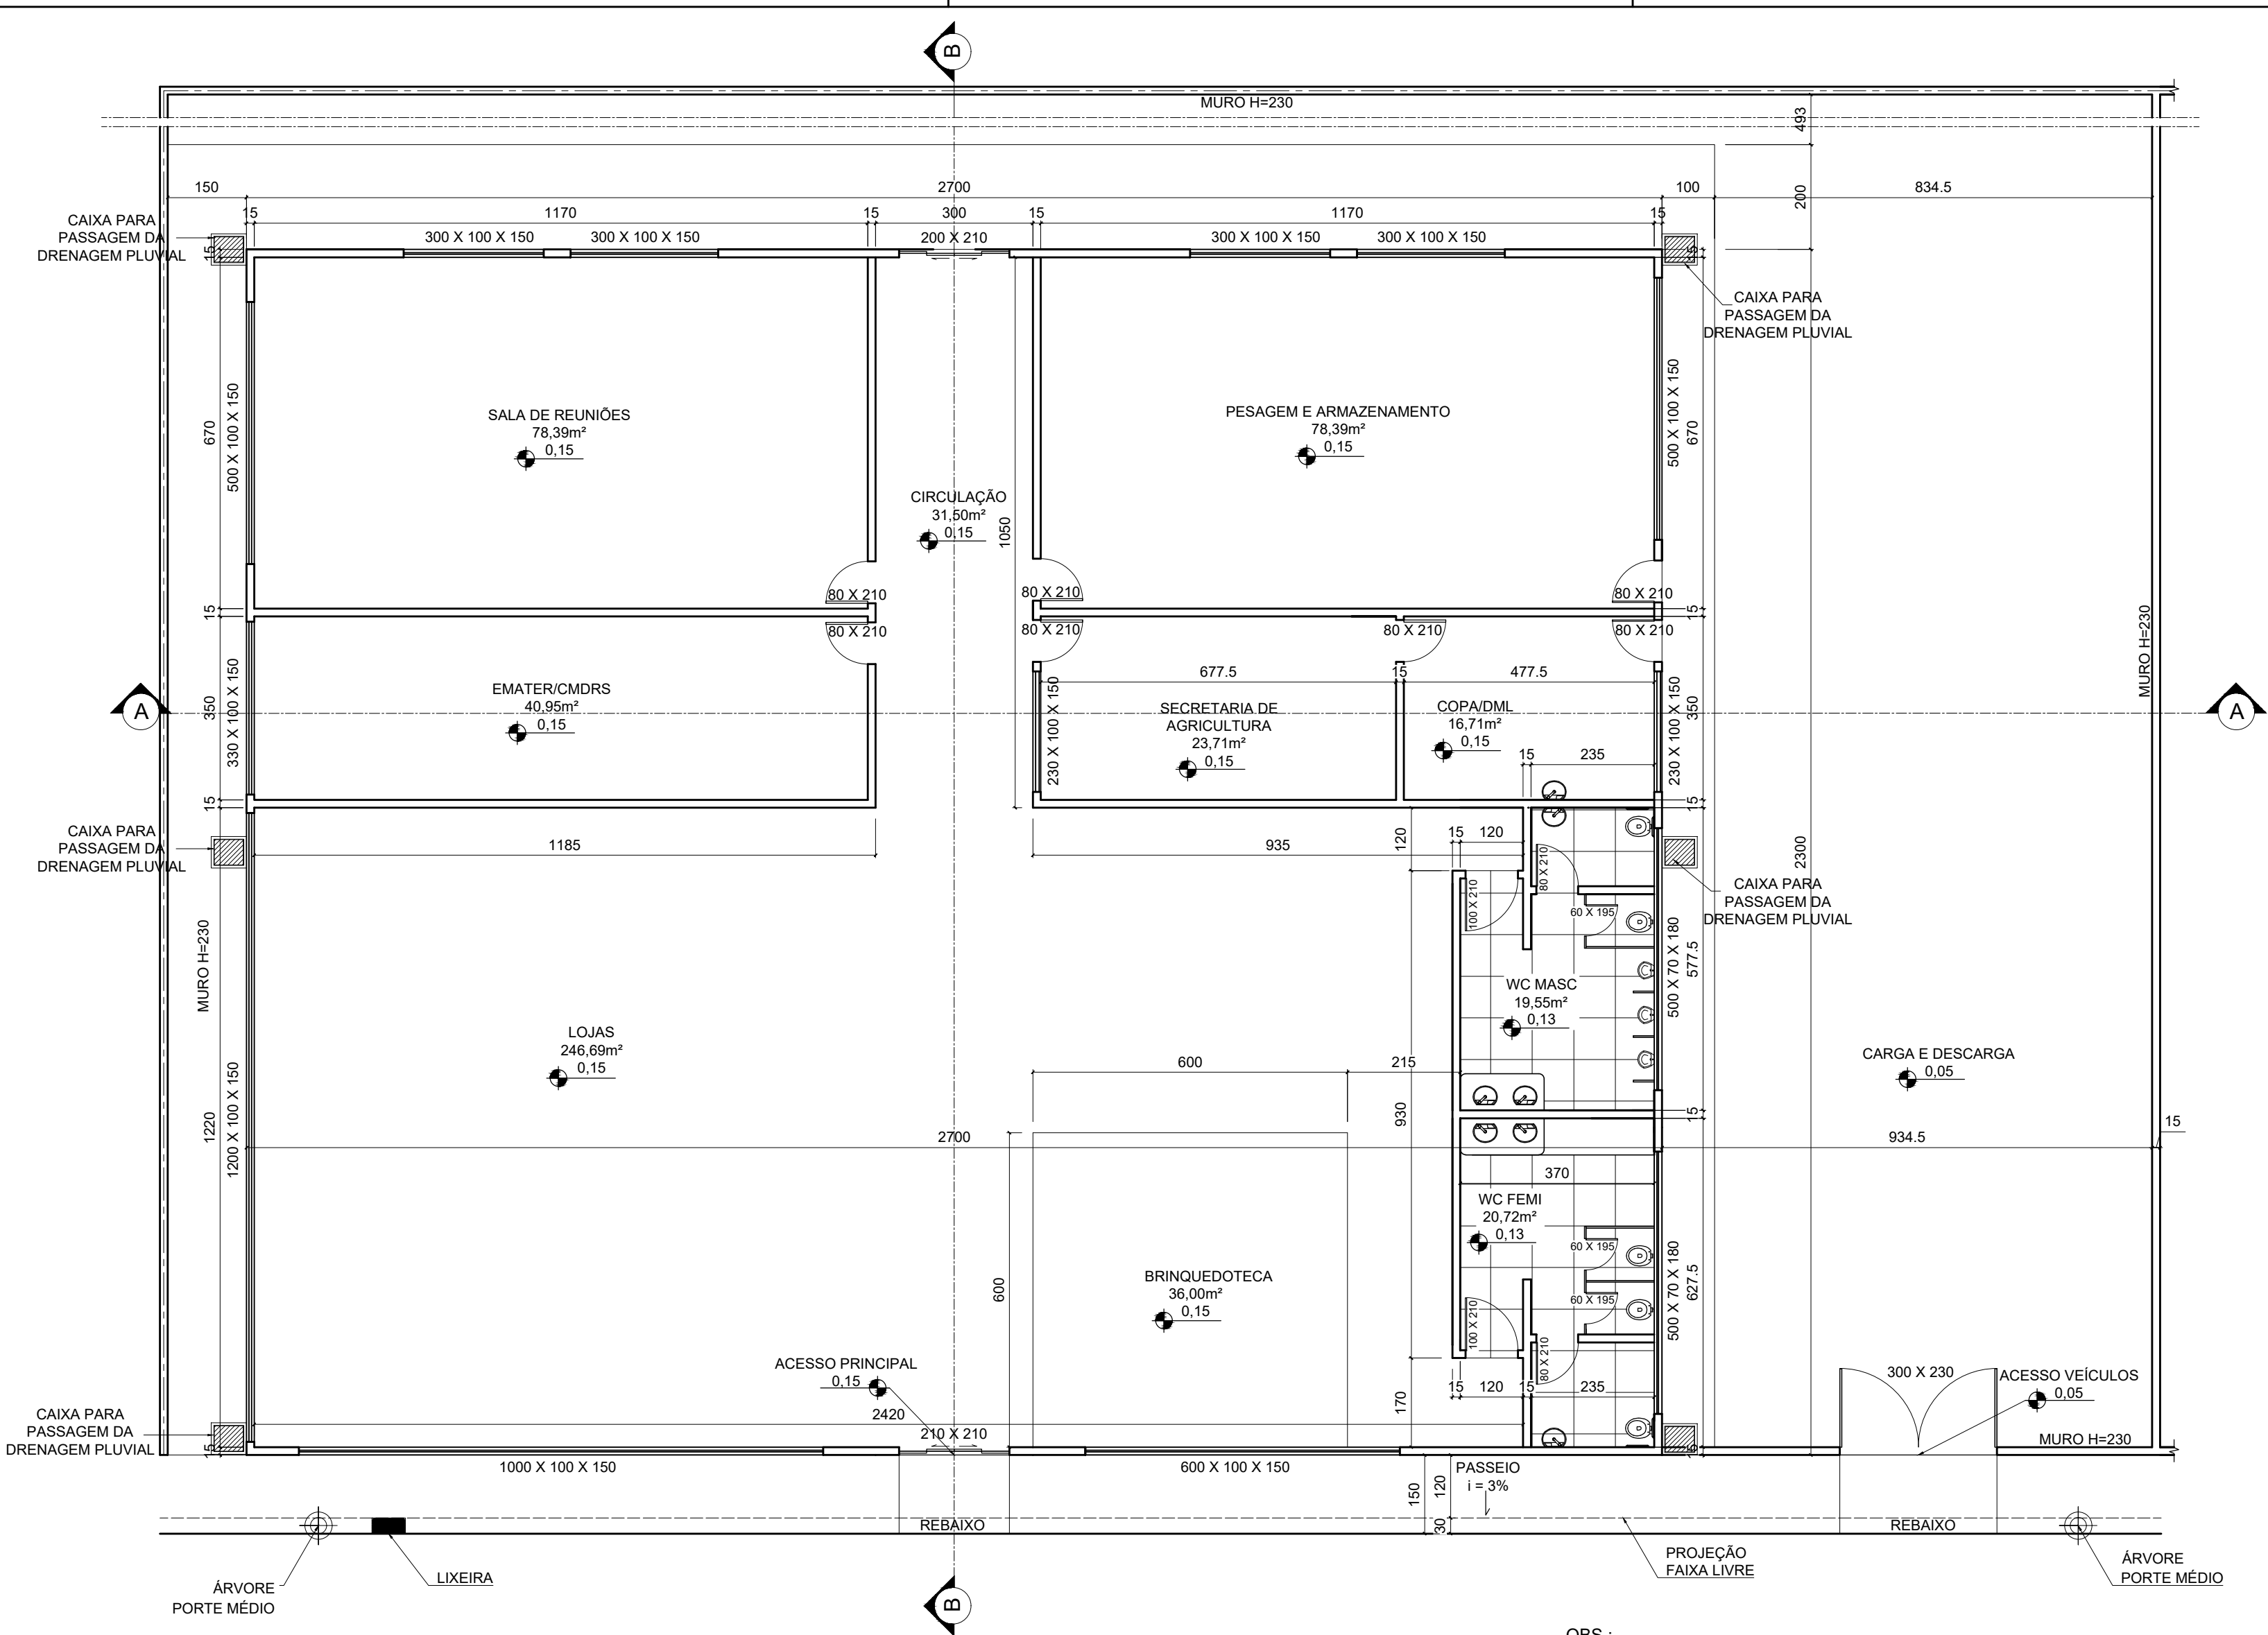 B
MURO H=230
493
150
2700
100
834.5
200
15
1170
15
300
15
1170
15
CAIXA PARA
PASSAGEM DA
DRENAGEM PLUVIAL
15
300 X 100 X 150
300 X 100 X 150
200 X 210
300 X 100 X 150
300 X 100 X 150
15
CAIXA PARA
PASSAGEM DA
DRENAGEM PLUVIAL
670
500 X 100 X 150
SALA DE REUNIÕES
78,39m²
0,15
PESAGEM E ARMAZENAMENTO
78,39m²
0,15
500 X 100 X 150
670
CIRCULAÇÃO
31,50m²
0,15
1050
80 X 210
80 X 210
80 X 210
15
15
80 X 210
80 X 210
80 X 210
80 X 210
MURO H=230
A
350
330 X 100 X 150
EMATER/CMDRS
40,95m²
0,15
677.5
15
477.5
230 X 100 X 150
SECRETARIA DE
AGRICULTURA
23,71m²
0,15
COPA/DML
16,71m²
0,15
230 X 100 X 150
350
A
15
235
15
15
CAIXA PARA
PASSAGEM DA
DRENAGEM PLUVIAL
1185
935
120
15
120
80 X 210
2300
CAIXA PARA
PASSAGEM DA
DRENAGEM PLUVIAL
100 X 210
60 X 195
MURO H=230
500 X 70 X 180
577.5
WC MASC
19,55m²
0,13
LOJAS
246,69m²
0,15
CARGA E DESCARGA
0,05
600
215
1220
1200 X 100 X 150
930
15
15
2700
934.5
370
WC FEMI
20,72m²
0,13
60 X 195
500 X 70 X 180
627.5
600
BRINQUEDOTECA
36,00m²
0,15
60 X 195
100 X 210
80 X 210
ACESSO PRINCIPAL
0,15
300 X 230
ACESSO VEÍCULOS
0,05
15
120
15
235
170
CAIXA PARA
PASSAGEM DA
DRENAGEM PLUVIAL
15
2420
210 X 210
15
MURO H=230
1000 X 100 X 150
600 X 100 X 150
PASSEIO
i = 3%
150
120
30
REBAIXO
REBAIXO
PROJEÇÃO
FAIXA LIVRE
ÁRVORE
PORTE MÉDIO
LIXEIRA
ÁRVORE
PORTE MÉDIO
B
OBS.: